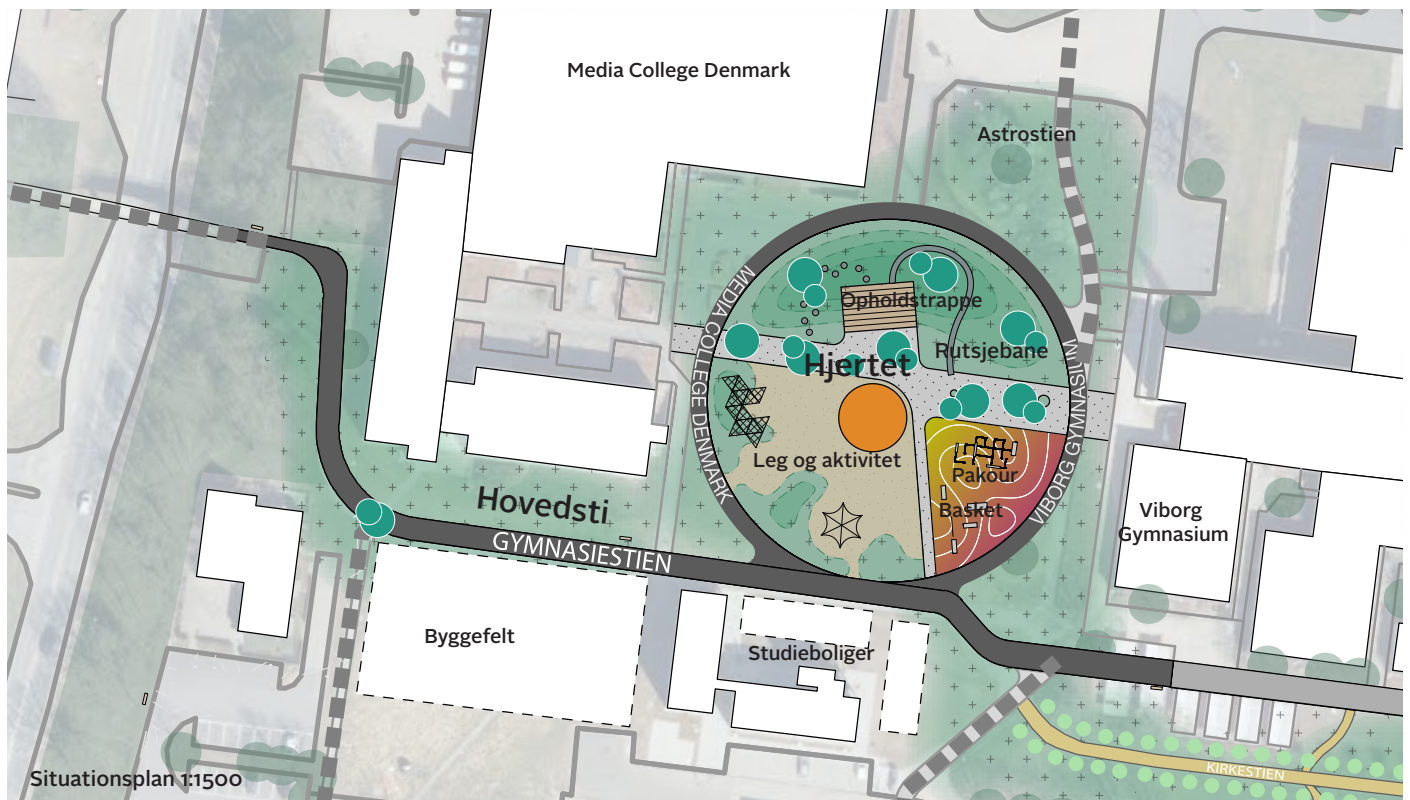 Media College Denmark
Astrostien
Opholdstrappe
Rutsjebane
Hjertet
MEDIA COLLEGE DENMARK
VIBORG GYMNASIUM
Leg og aktivitet
Pakour
Basket
Viborg
Gymnasium
Hovedsti
GYMNASIESTIEN
Byggefelt
Studieboliger
KIRKESTIEN
Situationsplan 1:1500